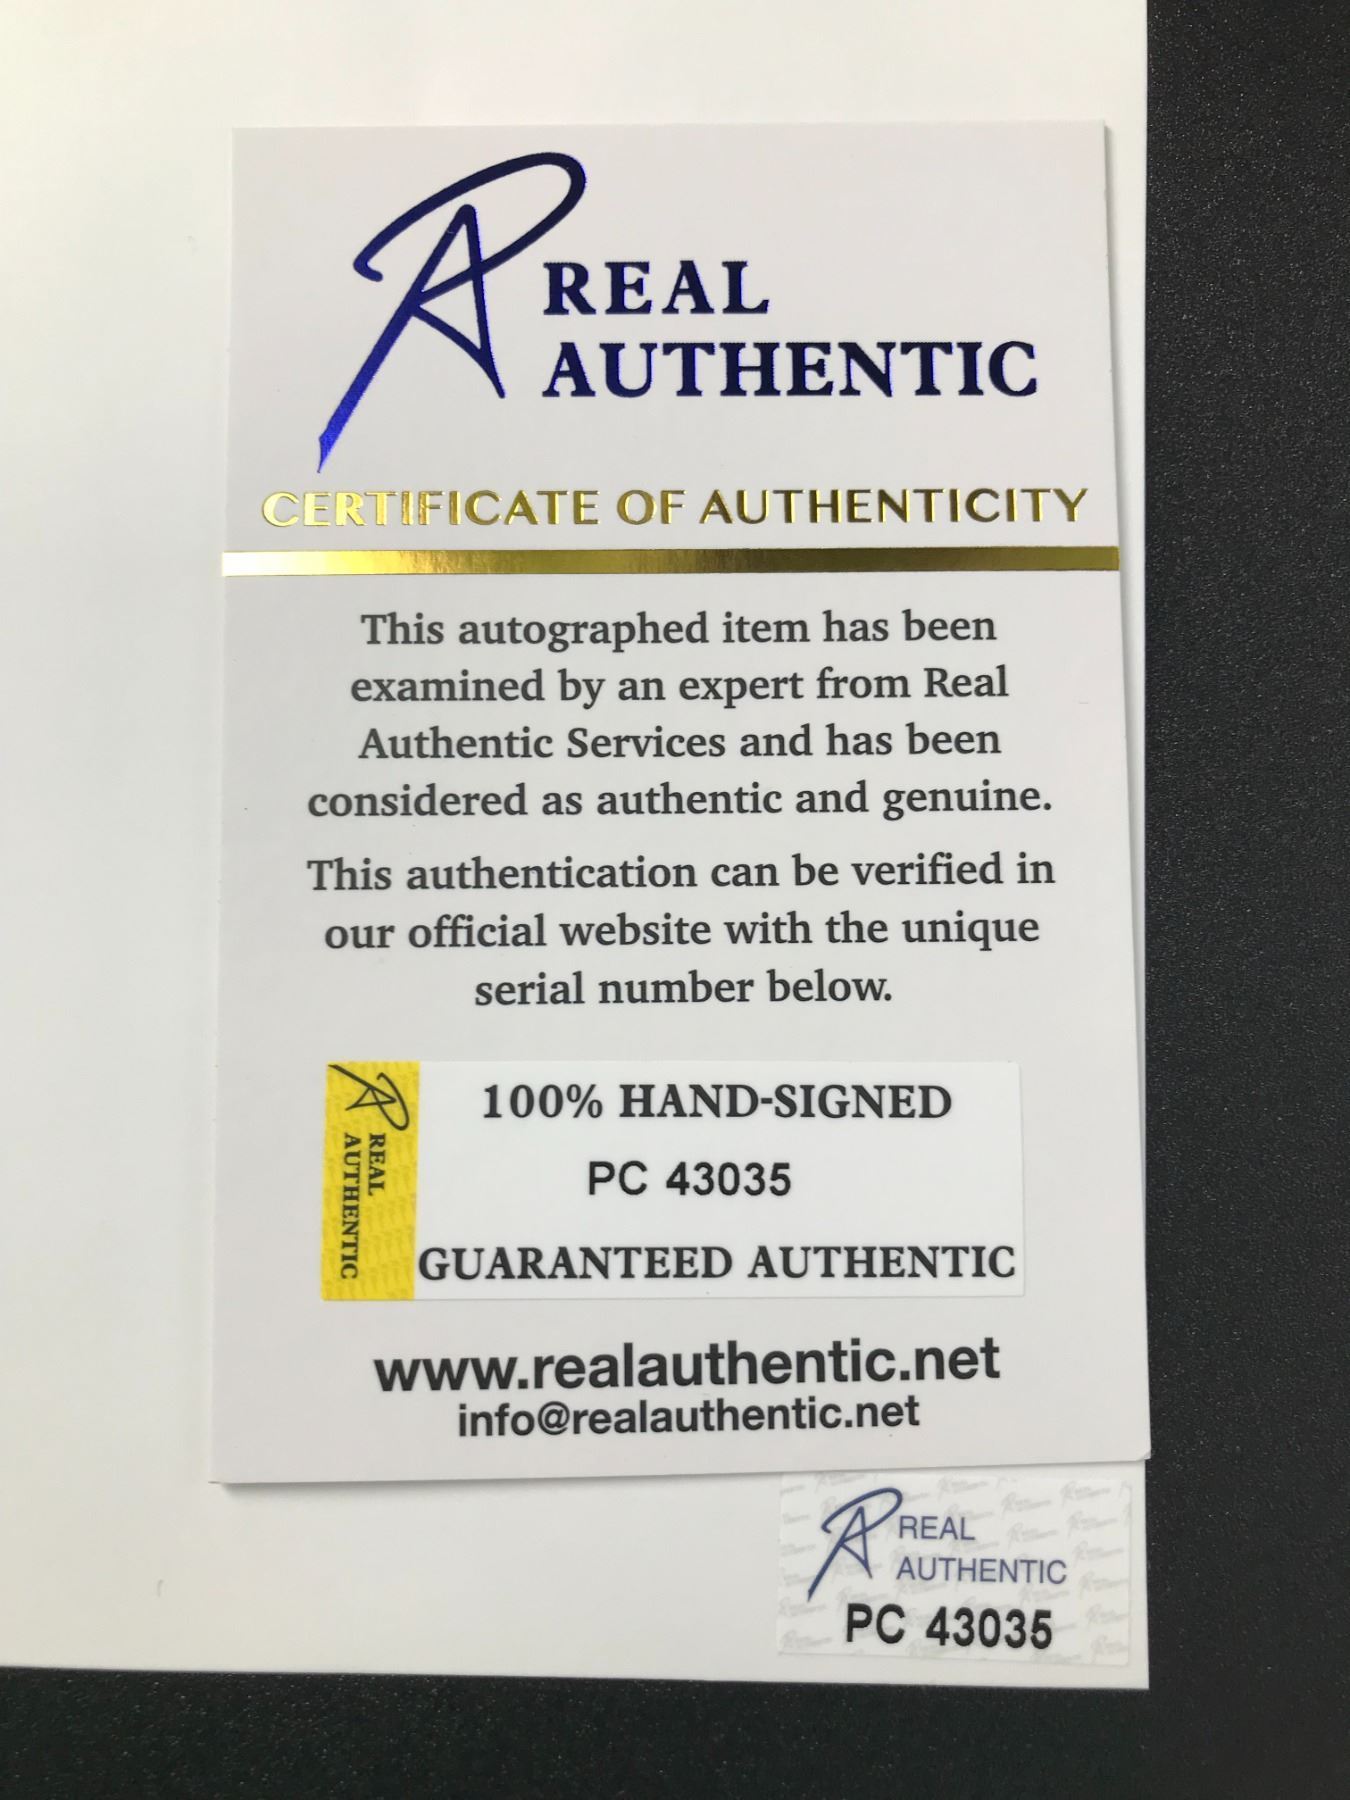 REAL
AUTHENTIC
CERTIFICATE OF AUTHENTICITY
This autographed item has been
examined by an expert from Real
Authentic Services and has been
considered as authentic and genuine.
This authentication can be verified in
our official website with the unique
serial number below.
REAL
AUTHENTIC
100% HAND-SIGNED
PC 43035
GUARANTEED AUTHENTIC
www.realauthentic.net
info@realauthentic.net
REAL
AUTHENTIC
PC 43035